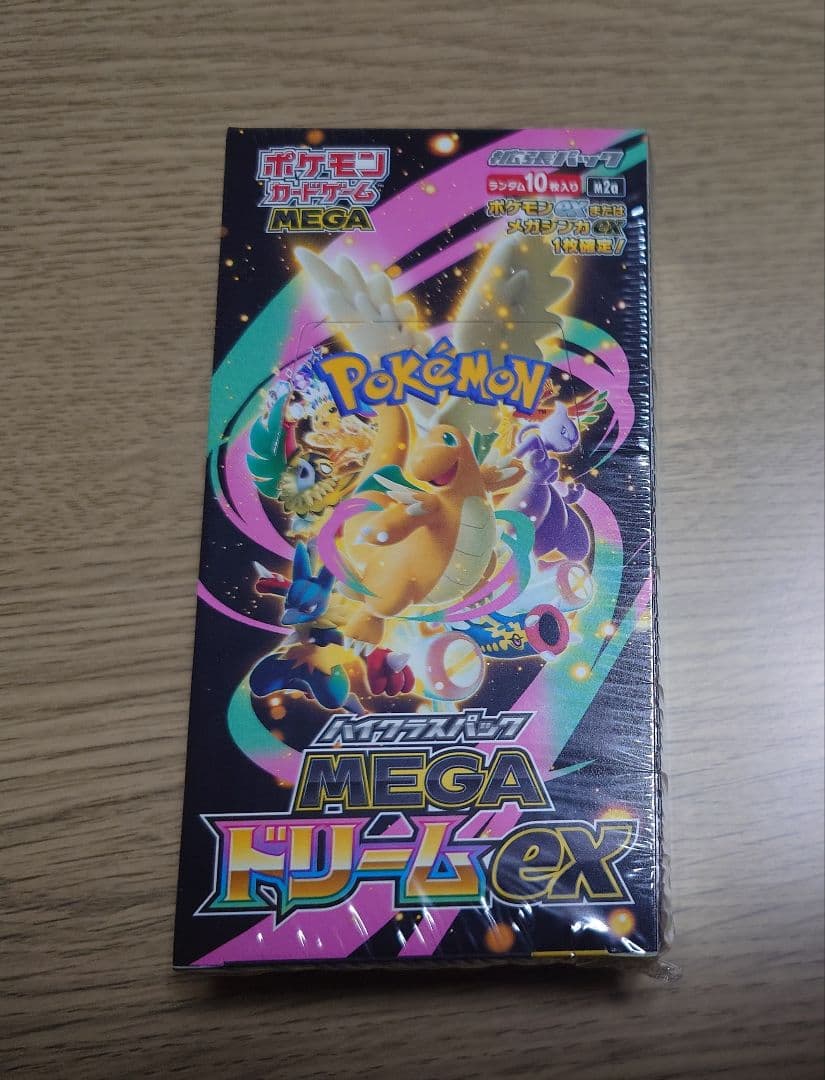 ポケモン
カードゲーム
MEGA
拡張パック
ランダム10枚入り M2a
ポケモンexまたは
メガシンカex
1枚確定!
POKÉMON
TM
ハイクラスパック
MEGA
ドリームex